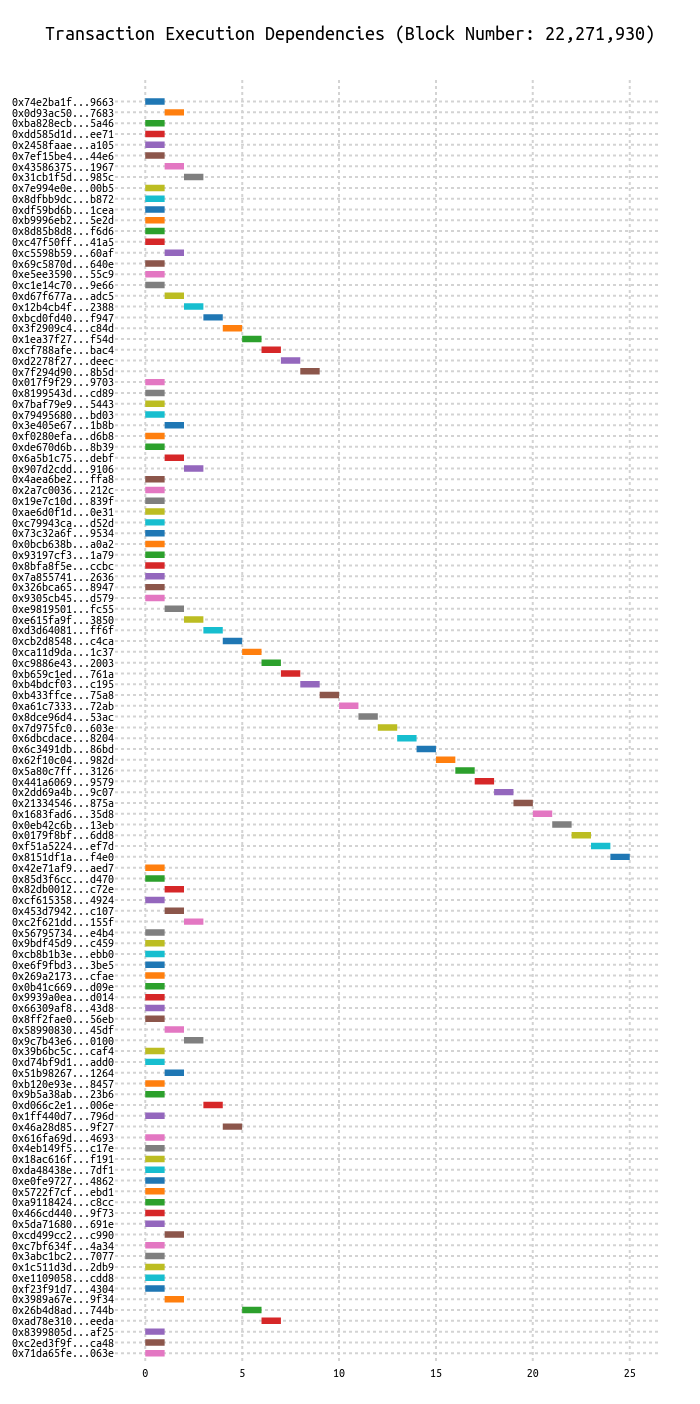 Transaction Execution Dependencies (Block Number: 22,271,930)
0x74e2ba1f...9663
0x0d93ac50...7683
0xba828ecb...5a46
0xdd585d1d...ee71
0x2458faae...a105
0x7ef15be4...44e6
0x43586375...1967
0x31cb1f5d...985c
0x7e994e0e...00b5
0x8dfbb9dc...b872
0xdf59bd6b...1cea
0xb9996eb2...5e2d
0x8d85b8d8...f6d6
0xc47f50ff...41a5
0xc5598b59...60af
0x69c5870d...640e
0xe5ee3590...55c9
0xc1e14c70...9e66
0xd67f677a...adc5
0x12b4cb4f...2388
0xbcd0fd40...f947
0x3f2909c4...c84d
0x1ea37f27...f54d
0xcf788afe...bac4
0xd2278f27...deec
0x7f294d90...8b5d
0x017f9f29...9703
0x8199543d...cd89
0x7baf79e9...5443
0x79495680...bd03
0x3e405e67...1b8b
0xf0280efa...d6b8
0xde670d6b...8b39
0x6a5b1c75...debf
0x907d2cdd...9106
0x4aea6be2...ffa8
0x2a7c0036...212c
0x19e7c10d...839f
0xae6d0f1d...0e31
0xc79943ca...d52d
0x73c32a6f...9534
0x0bcb638b...a0a2
0x93197cf3...1a79
0x8bfa8f5e...ccbc
0x7a855741...2636
0x326bca65...8947
0x9305cb45...d579
0xe9819501...fc55
0xe615fa9f...3850
0xd3d64081...ff6f
0xcb2d8548...c4ca
0xca11d9da...1c37
0xc9886e43...2003
0xb659c1ed...761a
0xb4bdcf03...c195
0xb433ffce...75a8
0xa61c7333...72ab
0x8dce96d4...53ac
0x7d975fc0...603e
0x6dbcdace...8204
0x6c3491db...86bd
0x62f10c04...982d
0x5a80c7ff...3126
0x441a6069...9579
0x2dd69a4b...9c07
0x21334546...875a
0x1683fad6...35d8
0x0eb42c6b...13eb
0x0179f8bf...6dd8
0xf51a5224...ef7d
0x8151df1a...f4e0
0x42e71af9...aed7
0x85d3f6cc...d470
0x82db0012...c72e
0xcf615358...4924
0x453d7942...c107
0xc2f621dd...155f
0x56795734...e4b4
0x9bdf45d9...c459
0xcb8b1b3e...ebb0
0xe6f9fbd3...3be5
0x269a2173...cfae
0x0b41c669...d09e
0x9939a0ea...d014
0x66309af8...43d8
0x8ff2fae0...56eb
0x58990830...45df
0x9c7b43e6...0100
0x39b6bc5c...caf4
0xd74bf9d1...add0
0x51b98267...1264
0xb120e93e...8457
0x9b5a38ab...23b6
0xd066c2e1...006e
0x1ff440d7...796d
0x46a28d85...9f27
0x616fa69d...4693
0x4eb149f5...c17e
0x18ac616f...f191
0xda48438e...7df1
0xe0fe9727...4862
0x5722f7cf...ebd1
0xa9118424...c8cc
0x466cd440...9f73
0x5da71680...691e
0xcd499cc2...c990
0xc7bf634f...4a34
0x3abc1bc2...7077
0x1c511d3d...2db9
0xe1109058...cdd8
0xf23f91d7...4304
0x3989a67e...9f34
0x26b4d8ad...744b
0xad78e310...eeda
0x8399805d...af25
0xc2ed3f9f...ca48
0x71da65fe...063e
0 5 10 15 20 25